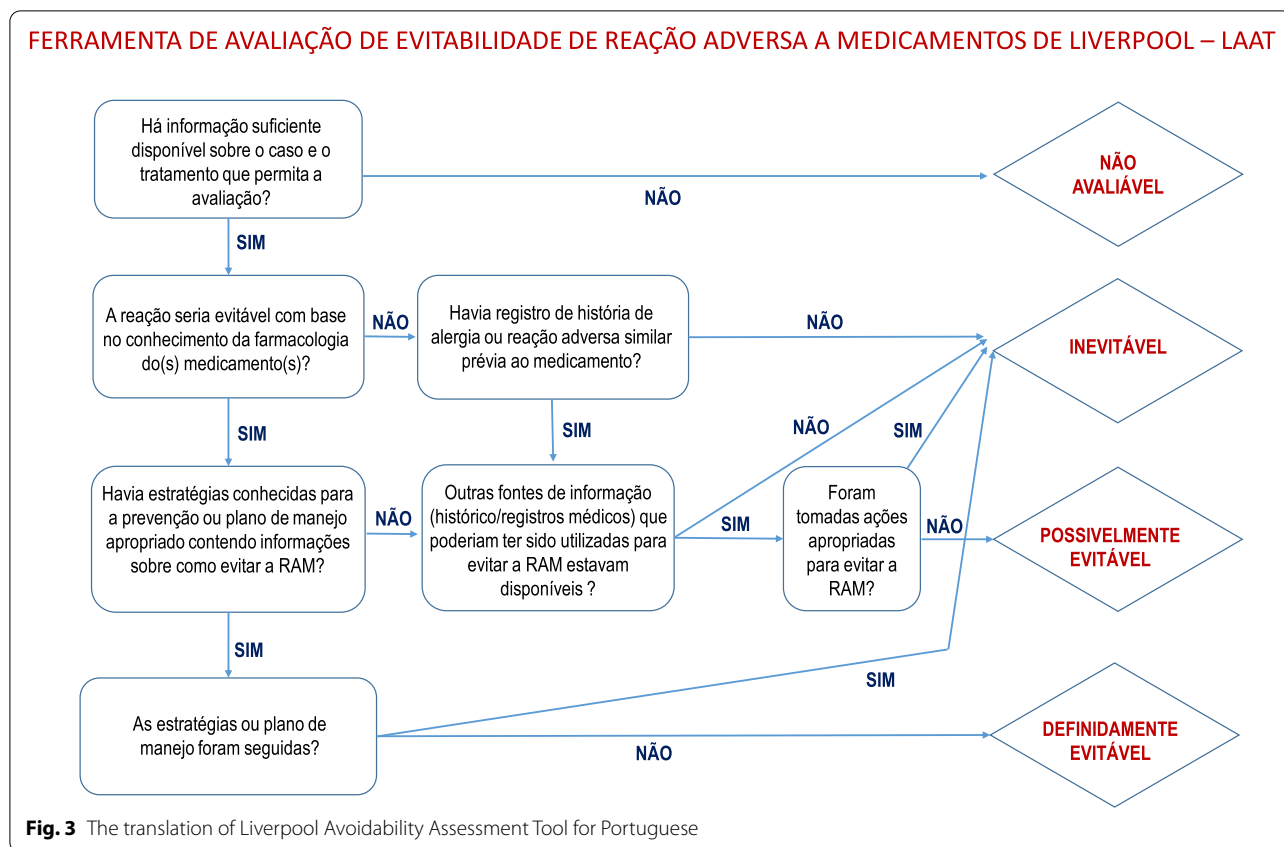 FERRAMENTA DE AVALIAÇÃO DE EVITABILIDADE DE REAÇÃO ADVERSA A MEDICAMENTOS DE LIVERPOOL – LAAT
Há informação suficiente
disponível sobre o caso e o
tratamento que permita a
avaliação?
NÃO
NÃO
AVALIÁVEL
SIM
A reação seria evitável com base
no conhecimento da farmacologia
do(s) medicamento(s)?
NÃO
Havia registro de história de
alergia ou reação adversa similar
prévia ao medicamento?
NÃO
INEVITÁVEL
SIM
SIM
NÃO
SIM
Havia estratégias conhecidas para
a prevenção ou plano de manejo
apropriado contendo informações
sobre como evitar a RAM?
NÃO
Outras fontes de informação
(histórico/registros médicos) que
poderiam ter sido utilizadas para
evitar a RAM estavam
disponíveis ?
SIM
Foram
tomadas ações
apropriadas
para evitar a
RAM?
NÃO
POSSIVELMENTE
EVITÁVEL
SIM
SIM
As estratégias ou plano de
manejo foram seguidas?
NÃO
DEFINIDAMENTE
EVITÁVEL
Fig. 3 The translation of Liverpool Avoidability Assessment Tool for Portuguese